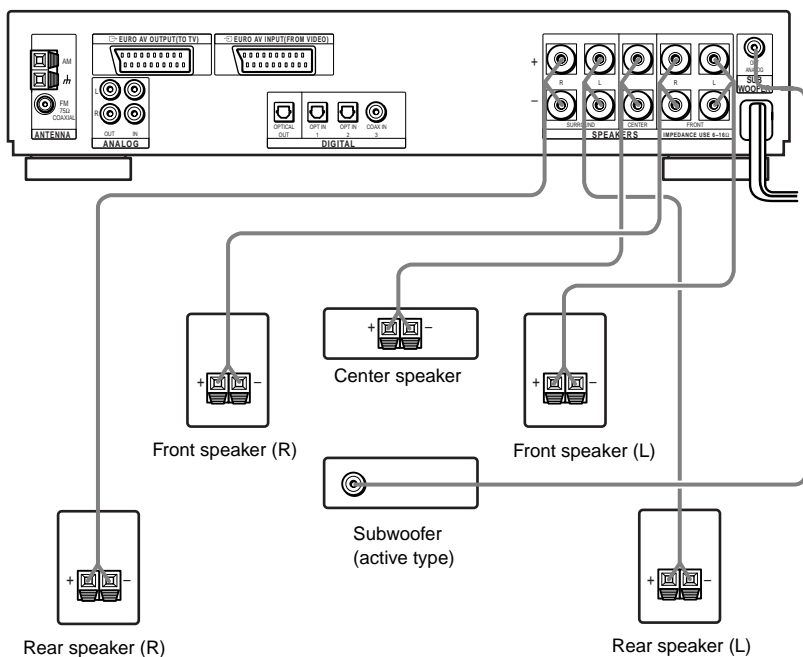 AM
FM
75Ω
COAXIAL
ANTENNA
EURO AV OUTPUT(TO TV)
EURO AV INPUT(FROM VIDEO)
L
R
OUT IN
ANALOG
OPTICAL OUT
OPT IN 1
OPT IN 2
COAX IN 3
DIGITAL
+
−
R L R L
SURROUND CENTER FRONT
SPEAKERS IMPEDANCE USE 6–16Ω
ANALOG
SUB
WOOFER
+ −
Center speaker
+ −
Front speaker (R)
+ −
Front speaker (L)
Subwoofer
(active type)
+ −
Rear speaker (R)
+ −
Rear speaker (L)